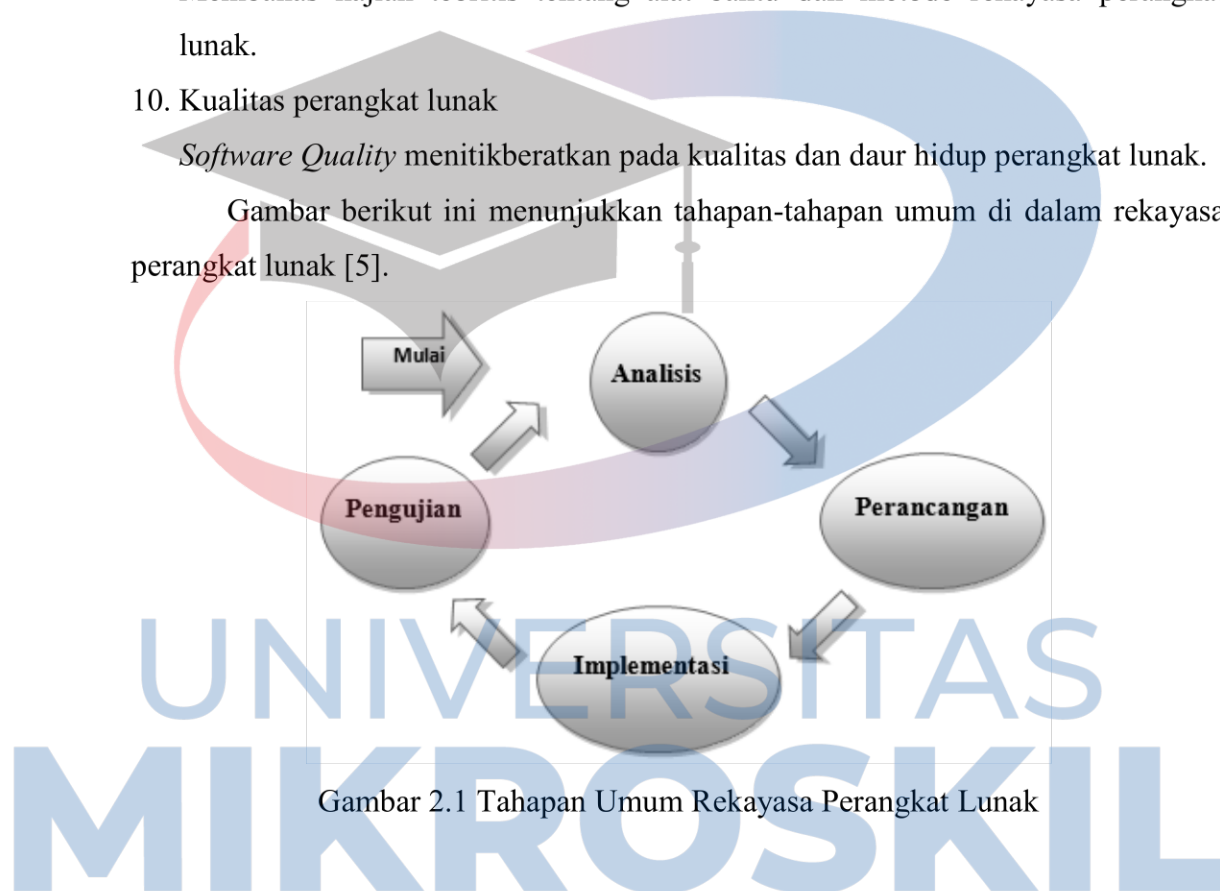 lunak.
10. Kualitas perangkat lunak
Software Quality menitikberatkan pada kualitas dan daur hidup perangkat lunak.
Gambar berikut ini menunjukkan tahapan-tahapan umum di dalam rekayasa
perangkat lunak [5].
Mulai
Analisis
Pengujian
Perancangan
Implementasi
UNIVERSITAS
MIKROSKIL
Gambar 2.1 Tahapan Umum Rekayasa Perangkat Lunak